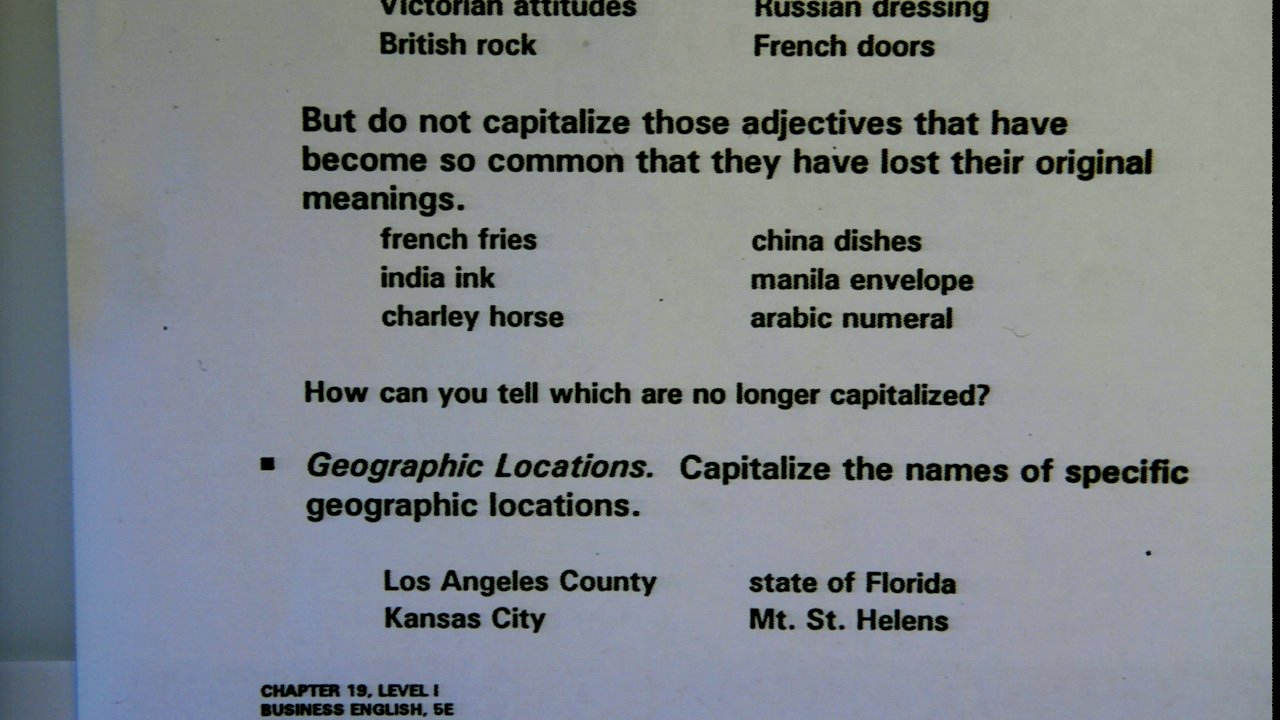 Victorian attitudes Russian dressing
British rock French doors
But do not capitalize those adjectives that have
become so common that they have lost their original
meanings.
french fries china dishes
india ink manila envelope
charley horse arabic numeral
How can you tell which are no longer capitalized?
■ Geographic Locations. Capitalize the names of specific
geographic locations.
Los Angeles County state of Florida
Kansas City Mt. St. Helens
CHAPTER 19, LEVEL I
BUSINESS ENGLISH, 5E